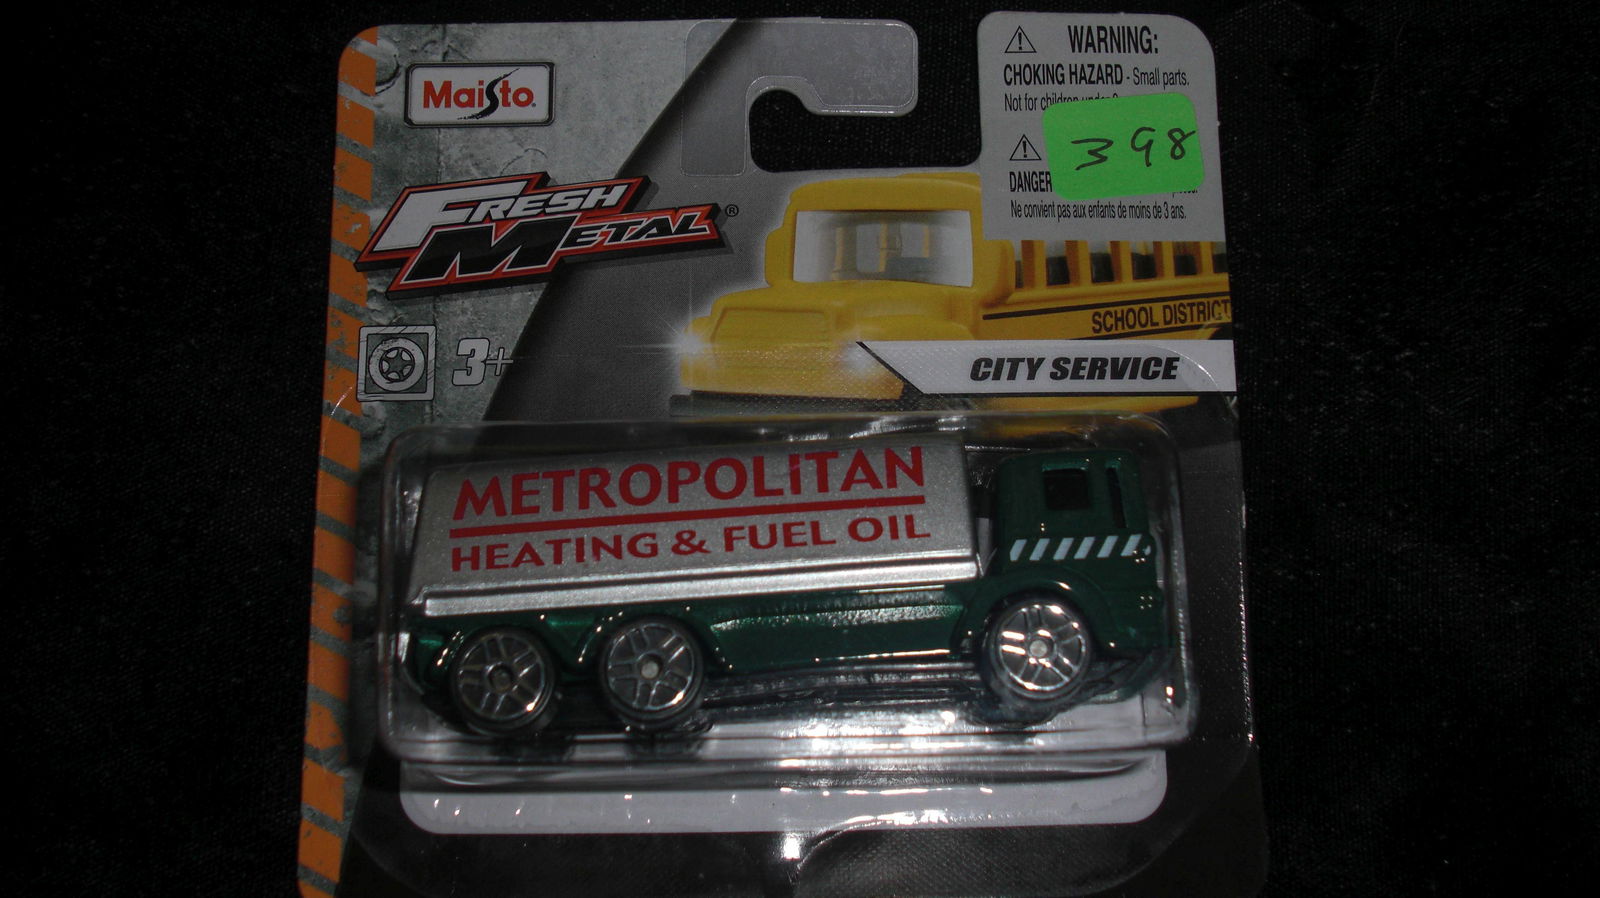 Maisto
FRESH
METAL®
3+
WARNING:
CHOKING HAZARD - Small parts.
Not for children under
398
DANGER
Ne convient pas aux enfants de moins de 3 ans.
SCHOOL DISTRICT
CITY SERVICE
METROPOLITAN
HEATING & FUEL OIL